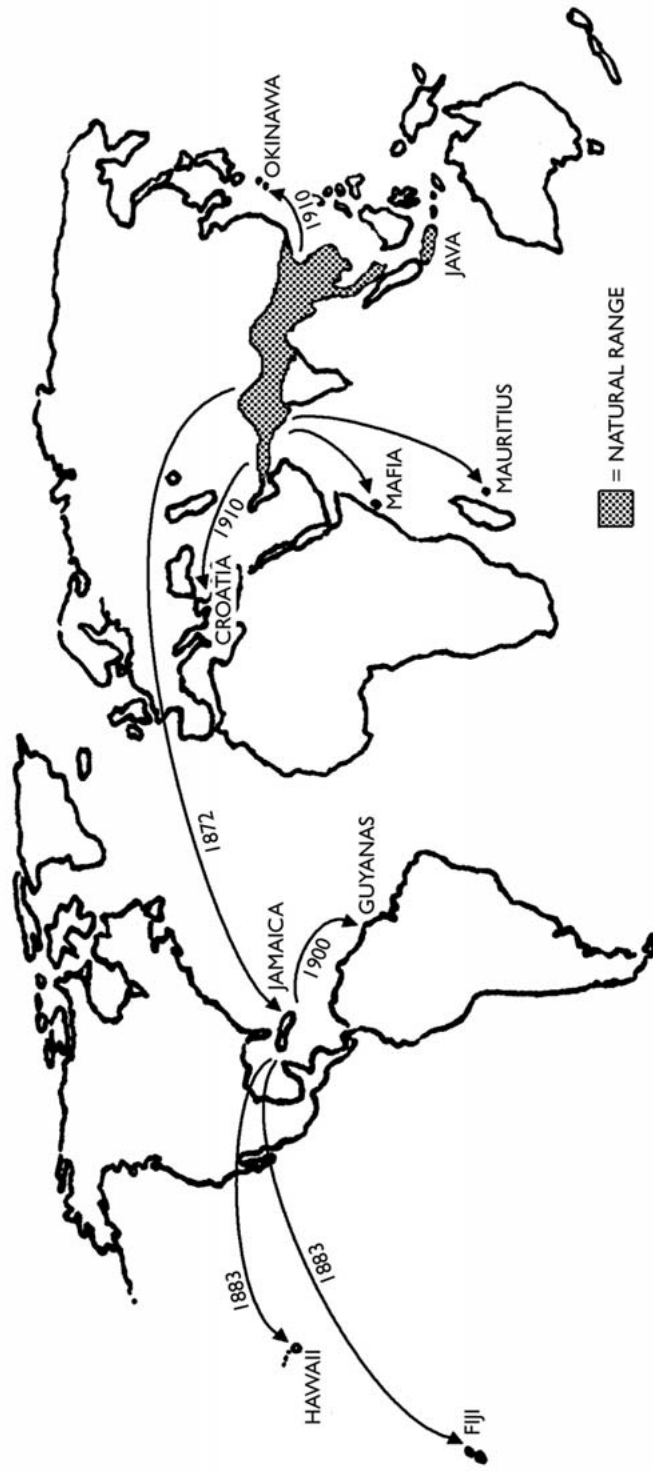 OKINAWA
1910
JAVA
1910
CROATIA
MAFIA
MAURITIUS
= NATURAL RANGE
1872
JAMAICA
1900
GUYANAS
1883
HAWAII
1883
FIJI